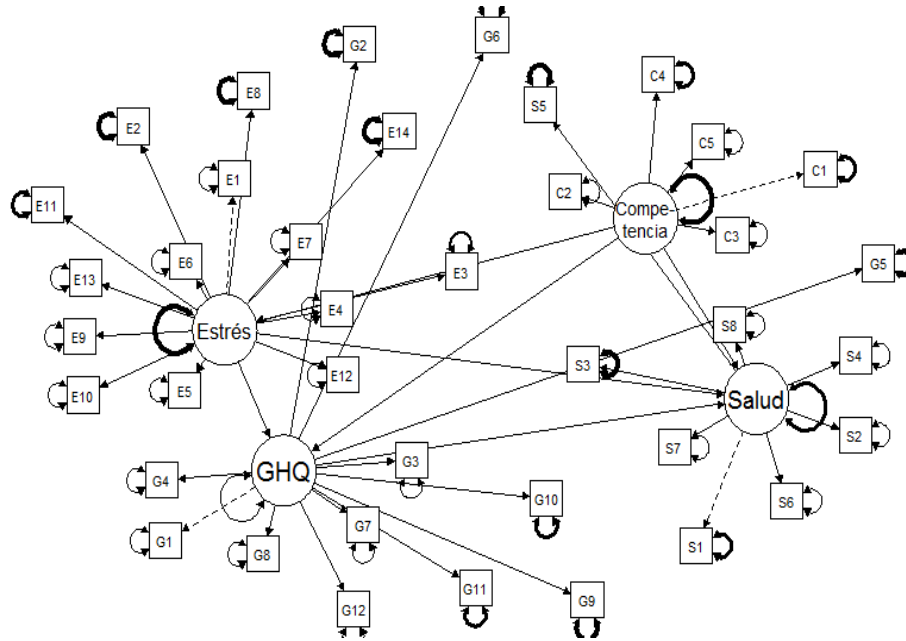 G6
G2
C4
E8
S5
E2
E14
C5
E1
C1
C2
E11
Compe-
tencia
C3
E7
E6
G5
E13
E3
E4
Estrés
E9
S8
S4
S3
E12
E5
E10
Salud
S2
S7
GHQ
G3
G4
G10
S6
G7
G1
G8
S1
G11
G9
G12